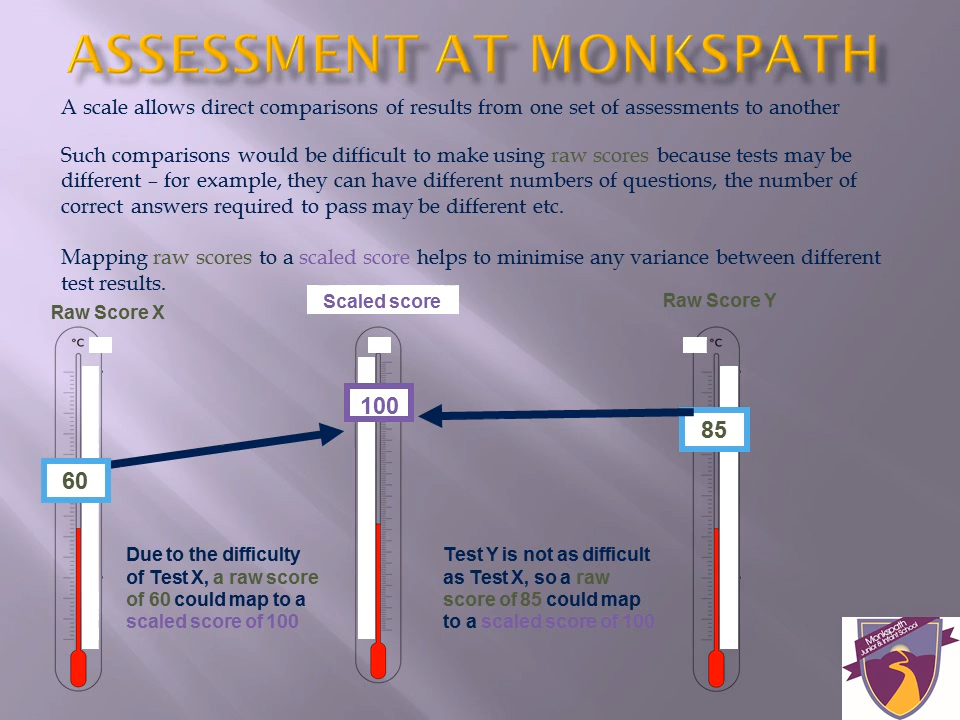 ASSESSMENT AT MONKSPATH
A scale allows direct comparisons of results from one set of assessments to another
Such comparisons would be difficult to make using raw scores because tests may be
different – for example, they can have different numbers of questions, the number of
correct answers required to pass may be different etc.
Mapping raw scores to a scaled score helps to minimise any variance between different
test results.
Raw Score X
Scaled score
Raw Score Y
°C
°C
100
85
60
Due to the difficulty
of Test X, a raw score
of 60 could map to a
scaled score of 100
Test Y is not as difficult
as Test X, so a raw
score of 85 could map
to a scaled score of 100
Monkspath
Junior & Infant School